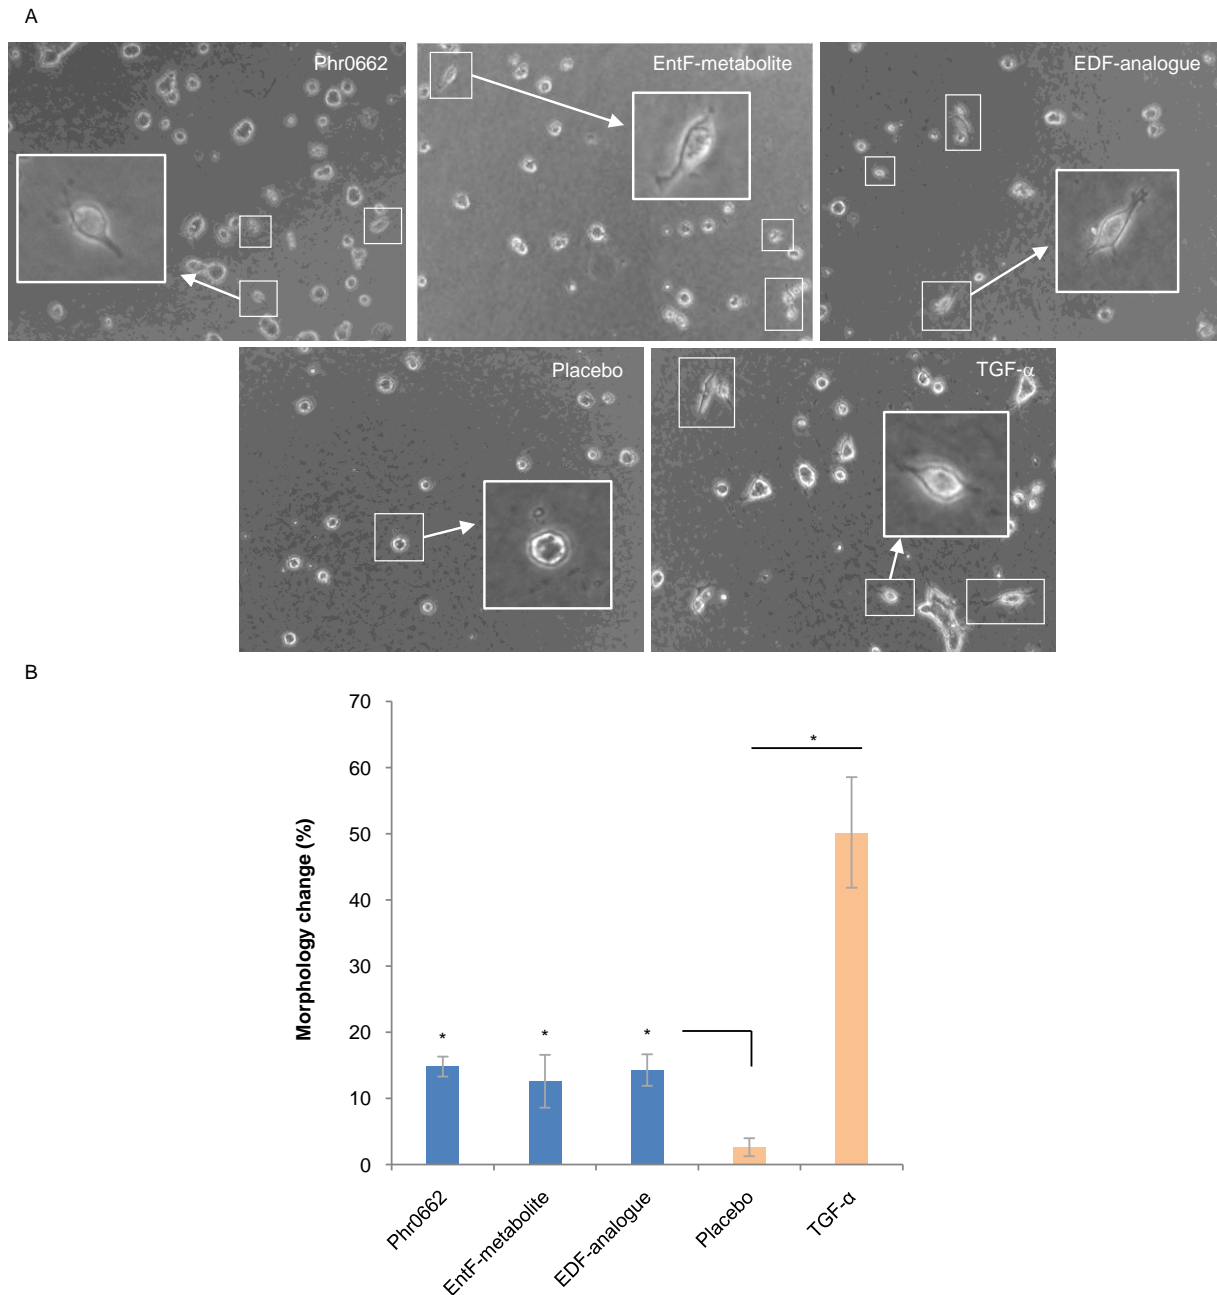 A
Phr0662
EntF-metabolite
EDF-analogue
Placebo
TGF-α
B
Morphology change (%)
70
60
50
40
30
20
10
0
*
*
*
*
Phr0662
EntF-metabolite
EDF-analogue
Placebo
TGF-α